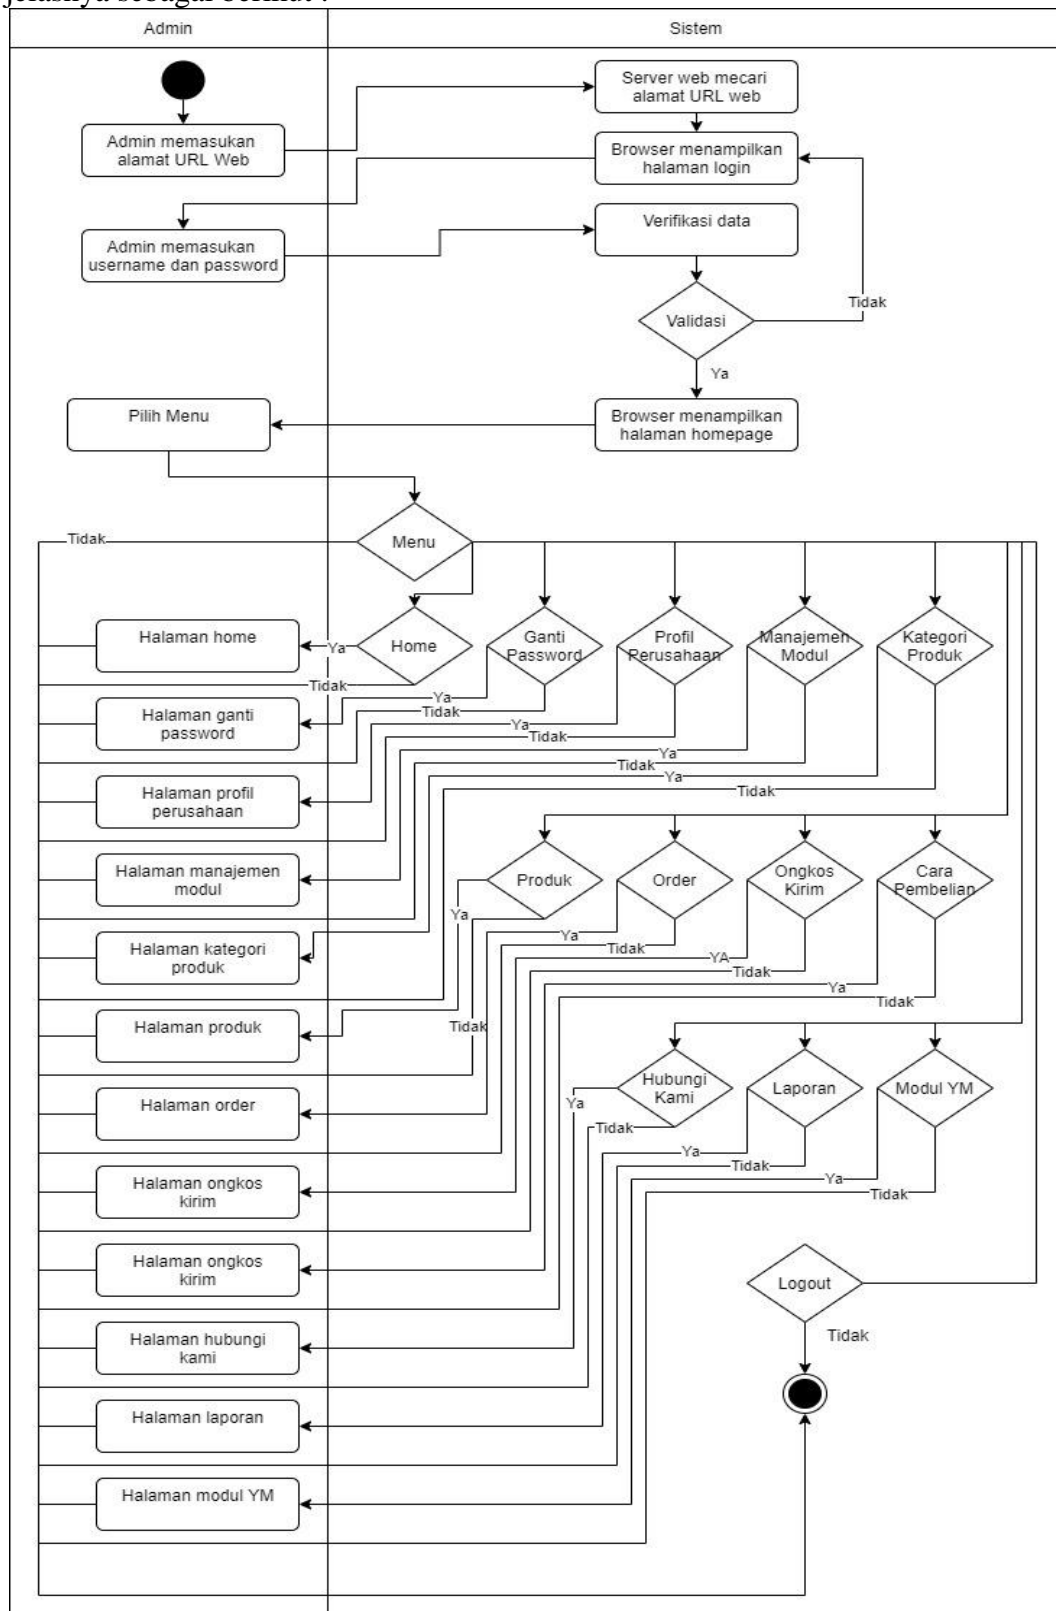 jelasnya sebagai berikut :
Admin
Sistem
Server web mecari
alamat URL web
Admin memasukan
alamat URL Web
Browser menampilkan
halaman login
Admin memasukan
username dan password
Verifikasi data
Tidak
Validasi
Ya
Pilih Menu
Browser menampilkan
halaman homepage
Tidak
Menu
Halaman home
Ya
Home
Ganti
Password
Profil
Perusahaan
Manajemen
Modul
Kategori
Produk
Tidak
Ya
Tidak
Halaman ganti
password
Ya
Tidak
Ya
Tidak
Ya
Tidak
Halaman profil
perusahaan
Halaman manajemen
modul
Produk
Order
Ongkos
Kirim
Cara
Pembelian
Ya
Ya
Tidak
YA
Tidak
Ya
Tidak
Halaman kategori
produk
Halaman produk
Tidak
Hubungi
Kami
Laporan
Modul YM
Halaman order
Ya
Tidak
Ya
Tidak
Ya
Tidak
Halaman ongkos
kirim
Halaman ongkos
kirim
Logout
Tidak
Halaman hubungi
kami
Halaman laporan
Halaman modul YM